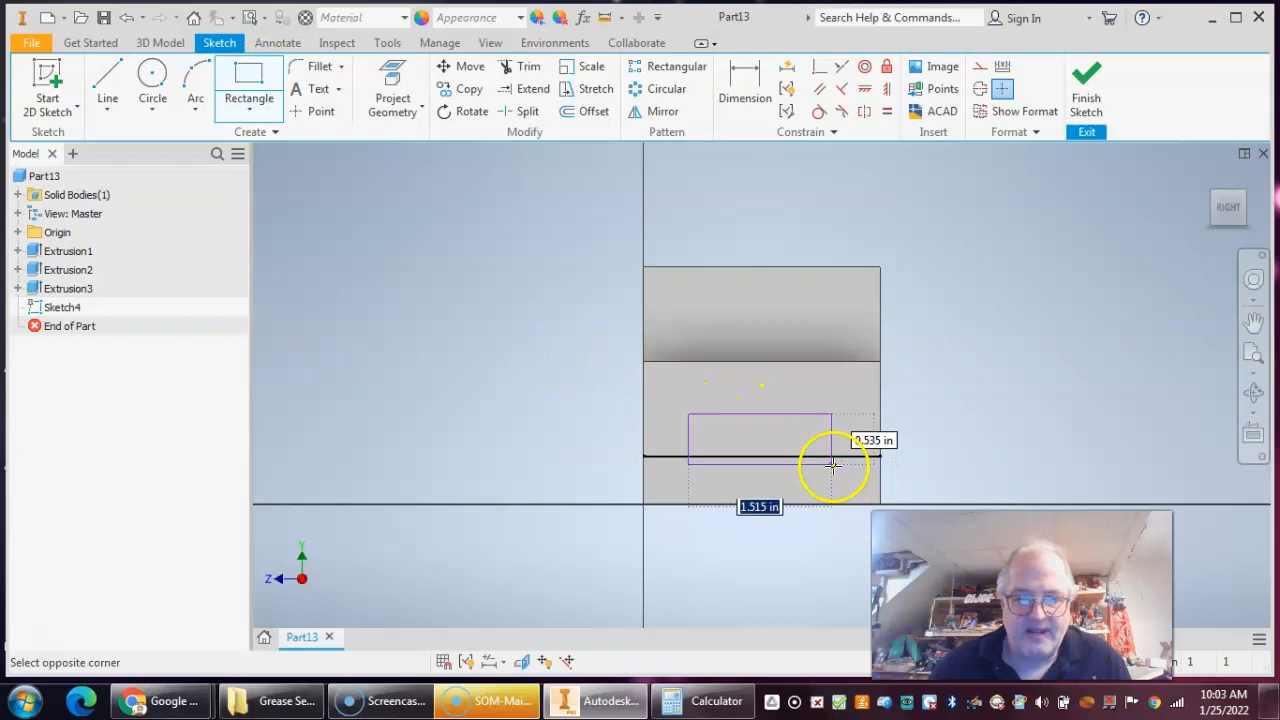 PRO
Material
Appearance
Part13
Search Help & Commands...
Sign In
File
Get Started
3D Model
Sketch
Annotate
Inspect
Tools
Manage
View
Environments
Collaborate
Start
2D Sketch
Line
Circle
Arc
Rectangle
Fillet
Text
Point
Project
Geometry
Move
Copy
Rotate
Trim
Extend
Split
Scale
Stretch
Offset
Rectangular
Circular
Mirror
Dimension
Image
Points
ACAD
Show Format
Finish
Sketch
Sketch
Create
Modify
Pattern
Constrain
Insert
Format
Exit
Model
Part13
Solid Bodies(1)
View: Master
Origin
Extrusion1
Extrusion2
Extrusion3
Sketch4
End of Part
RIGHT
0.535 in
1.515 in
Y
Z
Part13
Select opposite corner
1
1
Google ...
Grease Se...
Screencas...
SOM-Mai...
Autodes...
Calculator
10:03 AM
1/25/2022